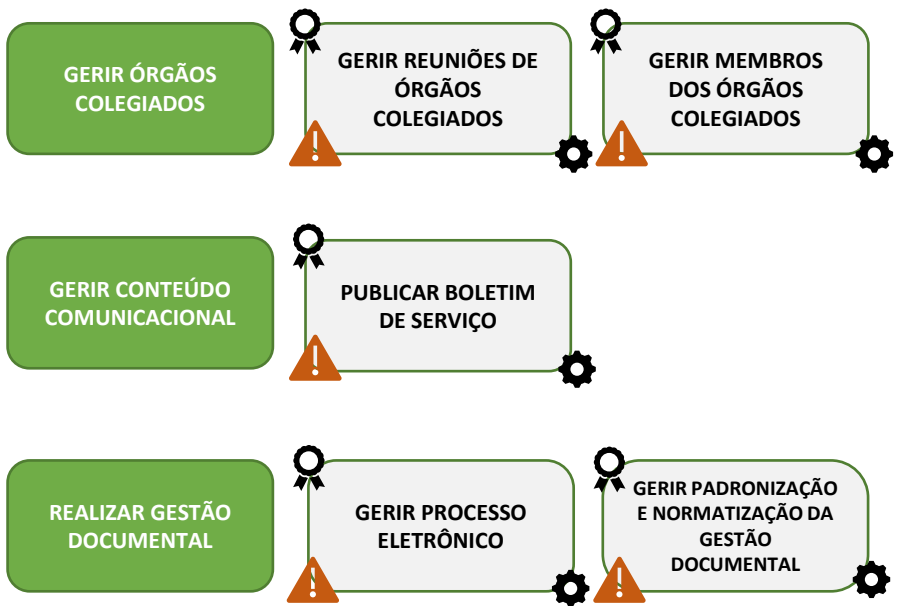 GERIR ÓRGÃOS
COLEGIADOS
GERIR REUNIÕES DE
ÓRGÃOS
COLEGIADOS
GERIR MEMBROS
DOS ÓRGÃOS
COLEGIADOS
GERIR CONTEÚDO
COMUNICACIONAL
PUBLICAR BOLETIM
DE SERVIÇO
REALIZAR GESTÃO
DOCUMENTAL
GERIR PROCESSO
ELETRÔNICO
GERIR PADRONIZAÇÃO
E NORMATIZAÇÃO DA
GESTÃO
DOCUMENTAL